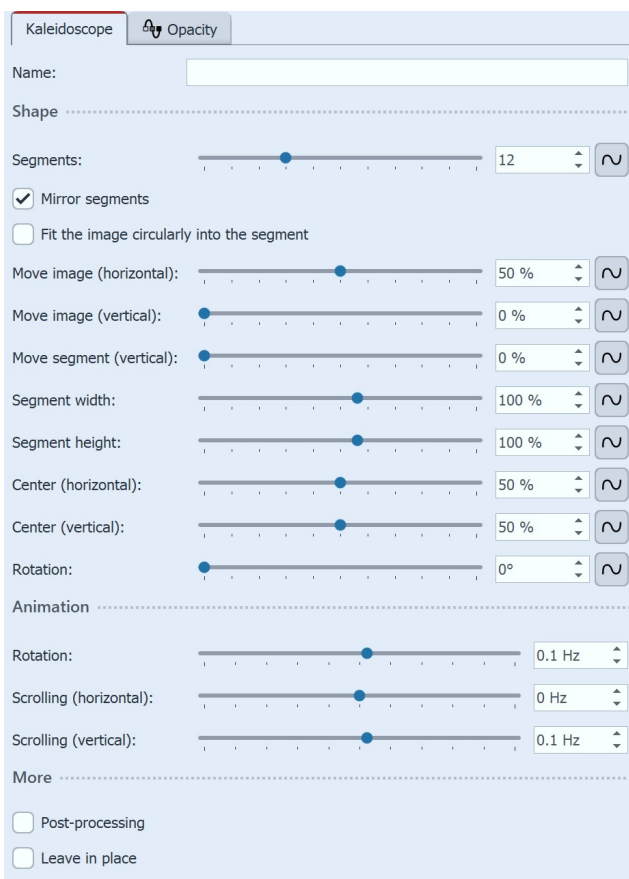 Kaleidoscope Opacity
Name:
Shape
Segments: 12
Mirror segments
Fit the image circularly into the segment
Move image (horizontal): 50 %
Move image (vertical): 0 %
Move segment (vertical): 0 %
Segment width: 100 %
Segment height: 100 %
Center (horizontal): 50 %
Center (vertical): 50 %
Rotation: 0°
Animation
Rotation: 0.1 Hz
Scrolling (horizontal): 0 Hz
Scrolling (vertical): 0.1 Hz
More
Post-processing
Leave in place